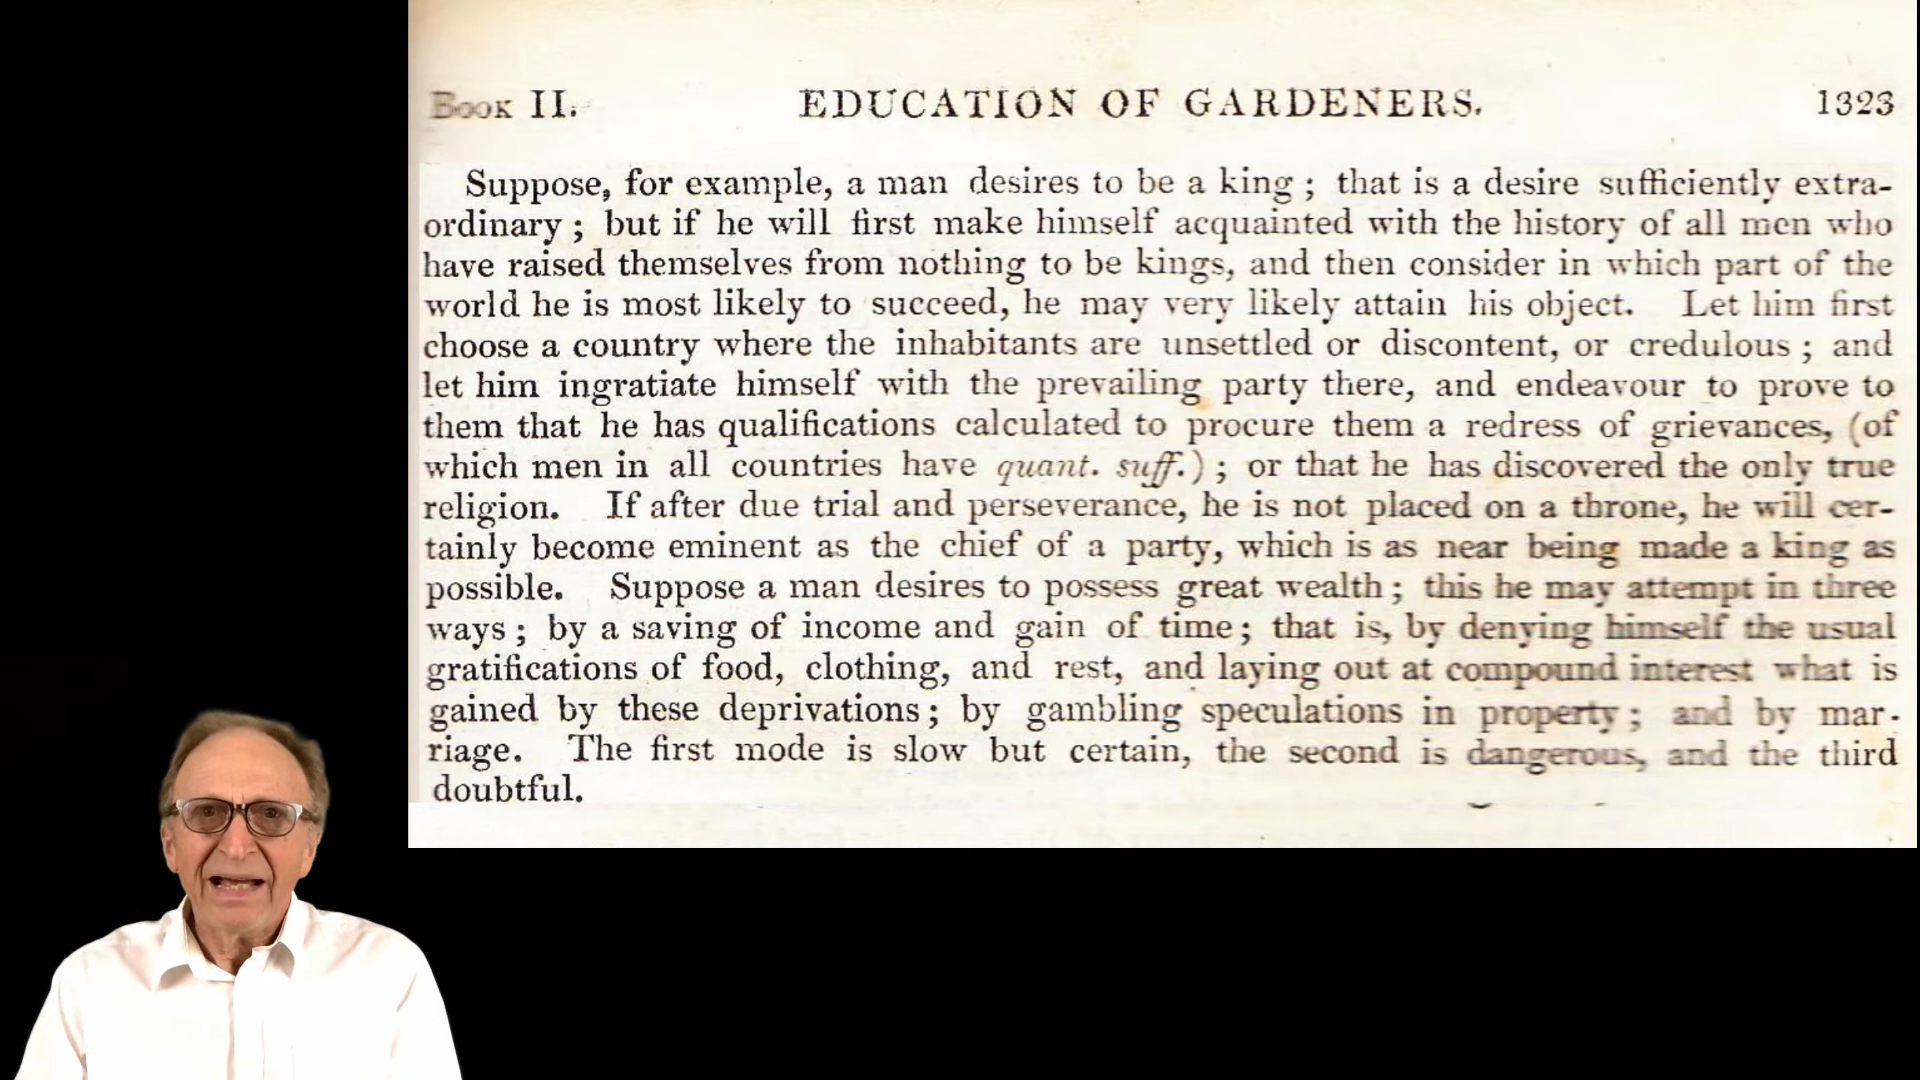 BOOK II. EDUCATION OF GARDENERS. 1323
Suppose, for example, a man desires to be a king; that is a desire sufficiently extra-
ordinary; but if he will first make himself acquainted with the history of all men who
have raised themselves from nothing to be kings, and then consider in which part of the
world he is most likely to succeed, he may very likely attain his object. Let him first
choose a country where the inhabitants are unsettled or discontent, or credulous; and
let him ingratiate himself with the prevailing party there, and endeavour to prove to
them that he has qualifications calculated to procure them a redress of grievances, (of
which men in all countries have quant. suff.); or that he has discovered the only true
religion. If after due trial and perseverance, he is not placed on a throne, he will cer-
tainly become eminent as the chief of a party, which is as near being made a king as
possible. Suppose a man desires to possess great wealth; this he may attempt in three
ways; by a saving of income and gain of time; that is, by denying himself the usual
gratifications of food, clothing, and rest, and laying out at compound interest what is
gained by these deprivations; by gambling speculations in property; and by mar-
riage. The first mode is slow but certain, the second is dangerous, and the third
doubtful.